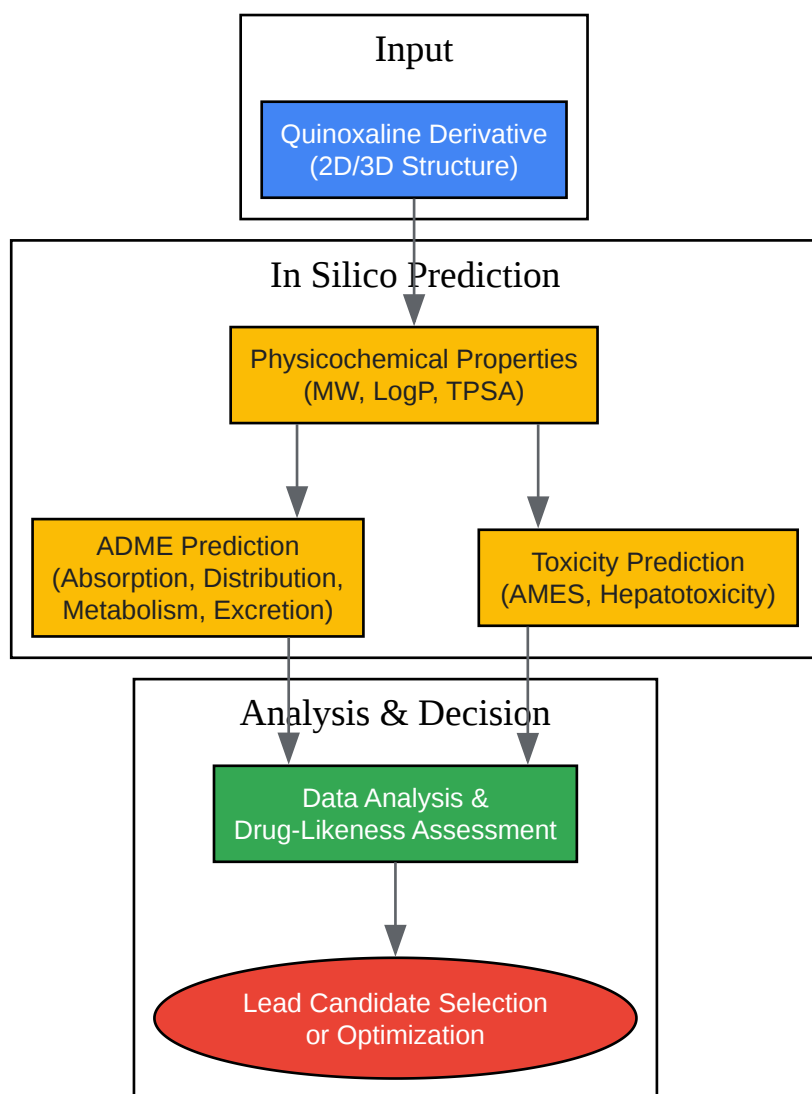 Input
Quinoxaline Derivative
(2D/3D Structure)
In Silico Prediction
Physicochemical Properties
(MW, LogP, TPSA)
ADME Prediction
(Absorption, Distribution,
Metabolism, Excretion)
Toxicity Prediction
(AMES, Hepatotoxicity)
Analysis & Decision
Data Analysis &
Drug-Likeness Assessment
Lead Candidate Selection
or Optimization